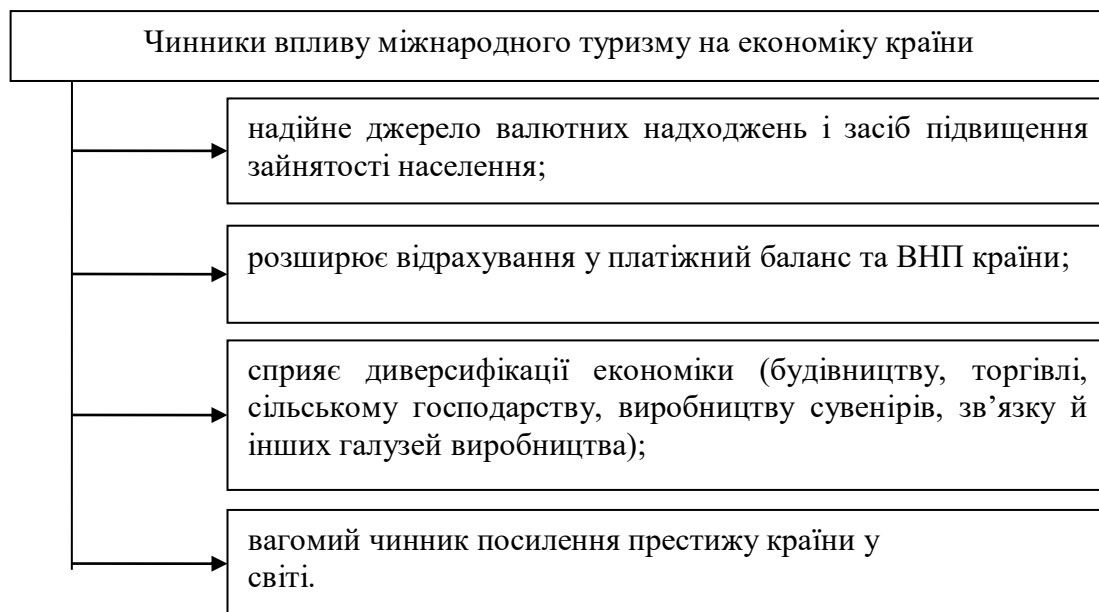 Чинники впливу міжнародного туризму на економіку країни
надійне джерело валютних надходжень і засіб підвищення
зайнятості населення;
розширює відрахування у платіжний баланс та ВНП країни;
сприяє диверсифікації економіки (будівництву, торгівлі,
сільському господарству, виробництву сувенірів, зв’язку й
інших галузей виробництва);
вагомий чинник посилення престижу країни у
світі.